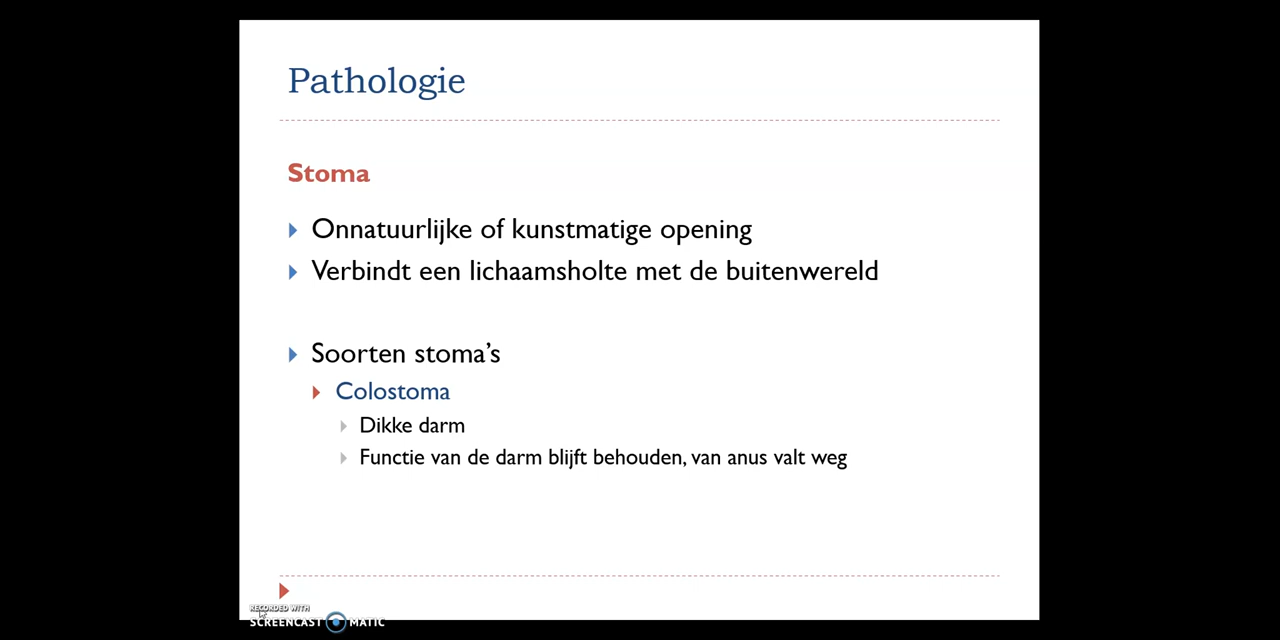 Pathologie
Stoma
Onnatuurlijke of kunstmatige opening
Verbindt een lichaamsholte met de buitenwereld
Soorten stoma’s
Colostoma
Dikke darm
Functie van de darm blijft behouden, van anus valt weg
RECORDED WITH
SCREENCAST MATIC